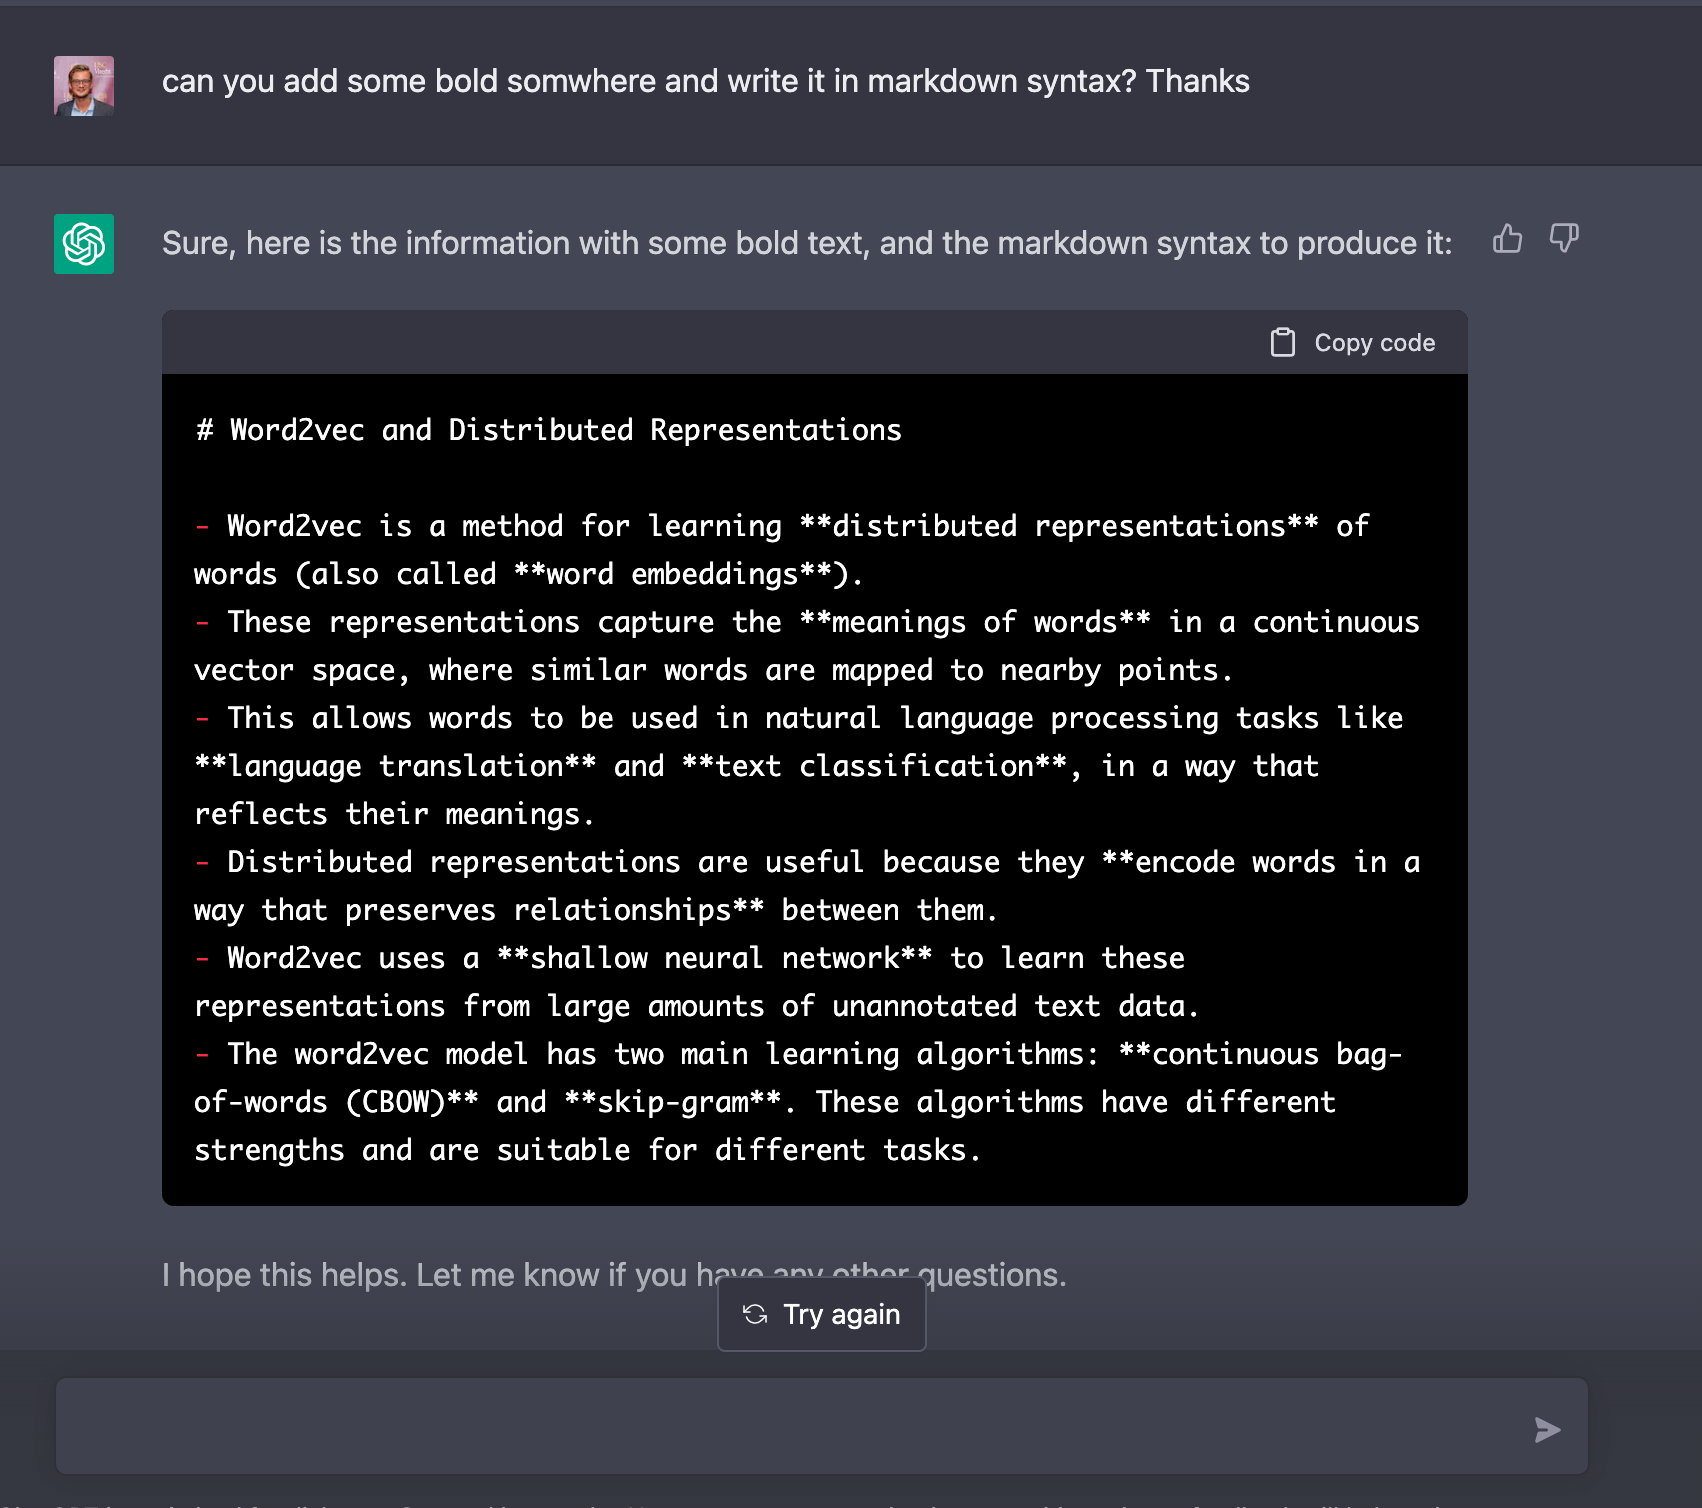 can you add some bold somwhere and write it in markdown syntax? Thanks
Sure, here is the information with some bold text, and the markdown syntax to produce it:
Copy code
# Word2vec and Distributed Representations
- Word2vec is a method for learning **distributed representations** of
words (also called **word embeddings**).
- These representations capture the **meanings of words** in a continuous
vector space, where similar words are mapped to nearby points.
- This allows words to be used in natural language processing tasks like
**language translation** and **text classification**, in a way that
reflects their meanings.
- Distributed representations are useful because they **encode words in a
way that preserves relationships** between them.
- Word2vec uses a **shallow neural network** to learn these
representations from large amounts of unannotated text data.
- The word2vec model has two main learning algorithms: **continuous bag-
of-words (CBOW)** and **skip-gram**. These algorithms have different
strengths and are suitable for different tasks.
I hope this helps. Let me know if you have any other questions.
Try again